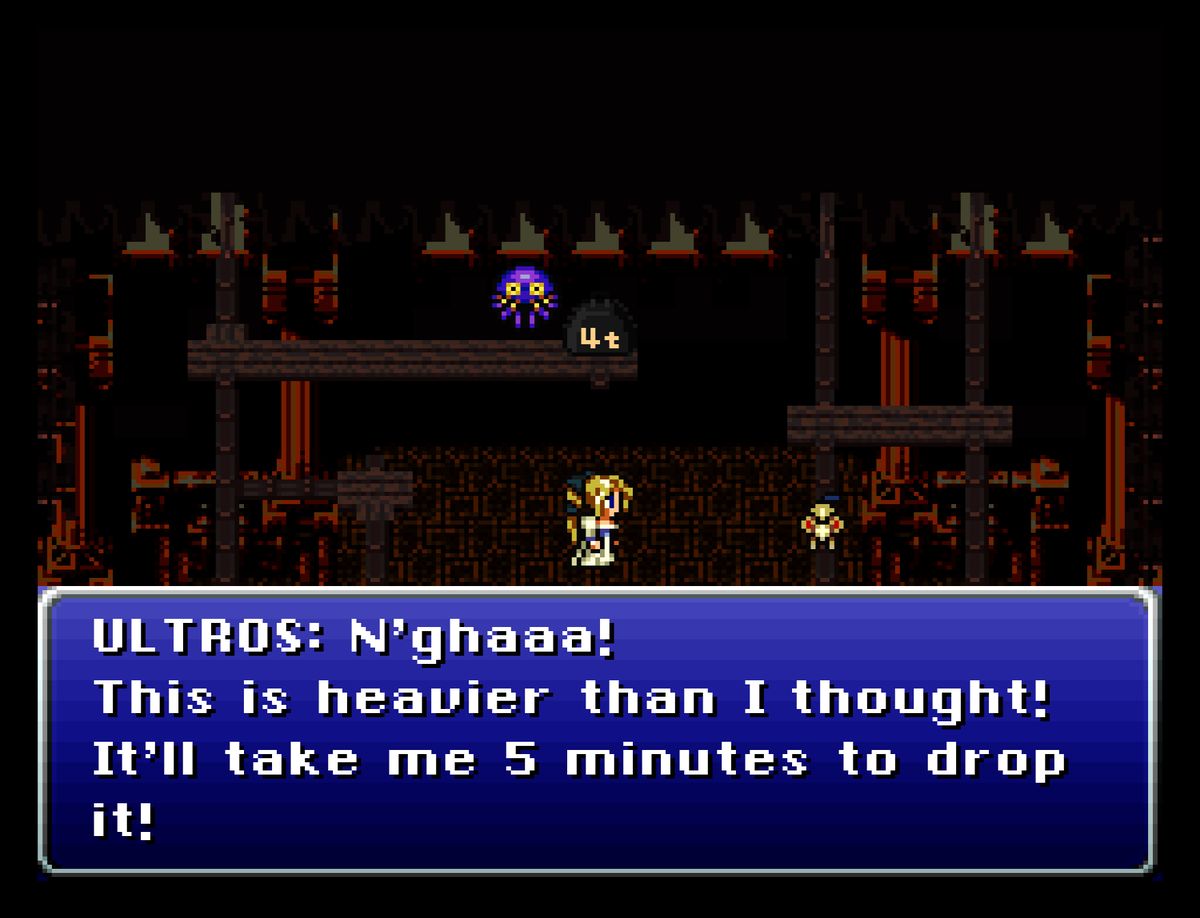 4t
ULTROS: N'ghaaa!
This is heavier than I thought!
It'll take me 5 minutes to drop
it!